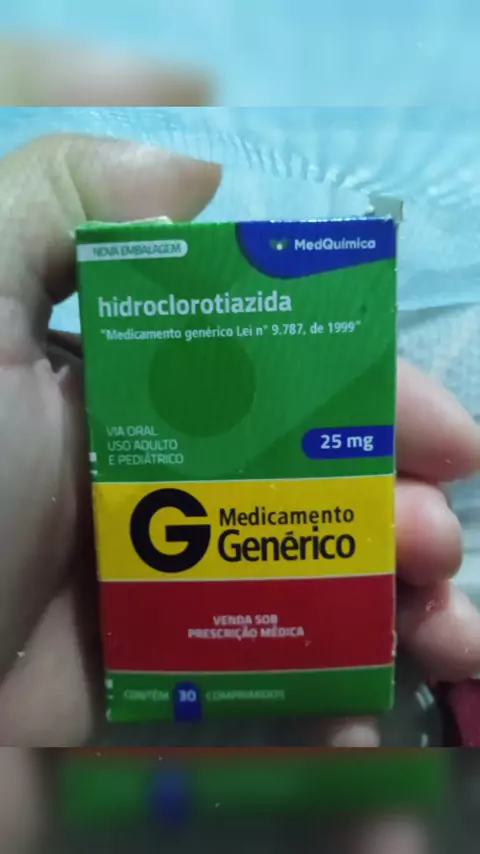 NOVA EMBALAGEM
MedQuímica
hidroclorotiazida
"Medicamento genérico Lei n° 9.787, de 1999"
VIA ORAL
USO ADULTO
E PEDIÁTRICO
25 mg
G Medicamento
Genérico
VENDA SOB
PRESCRIÇÃO MÉDICA
CONTÉM 30 COMPRIMIDOS